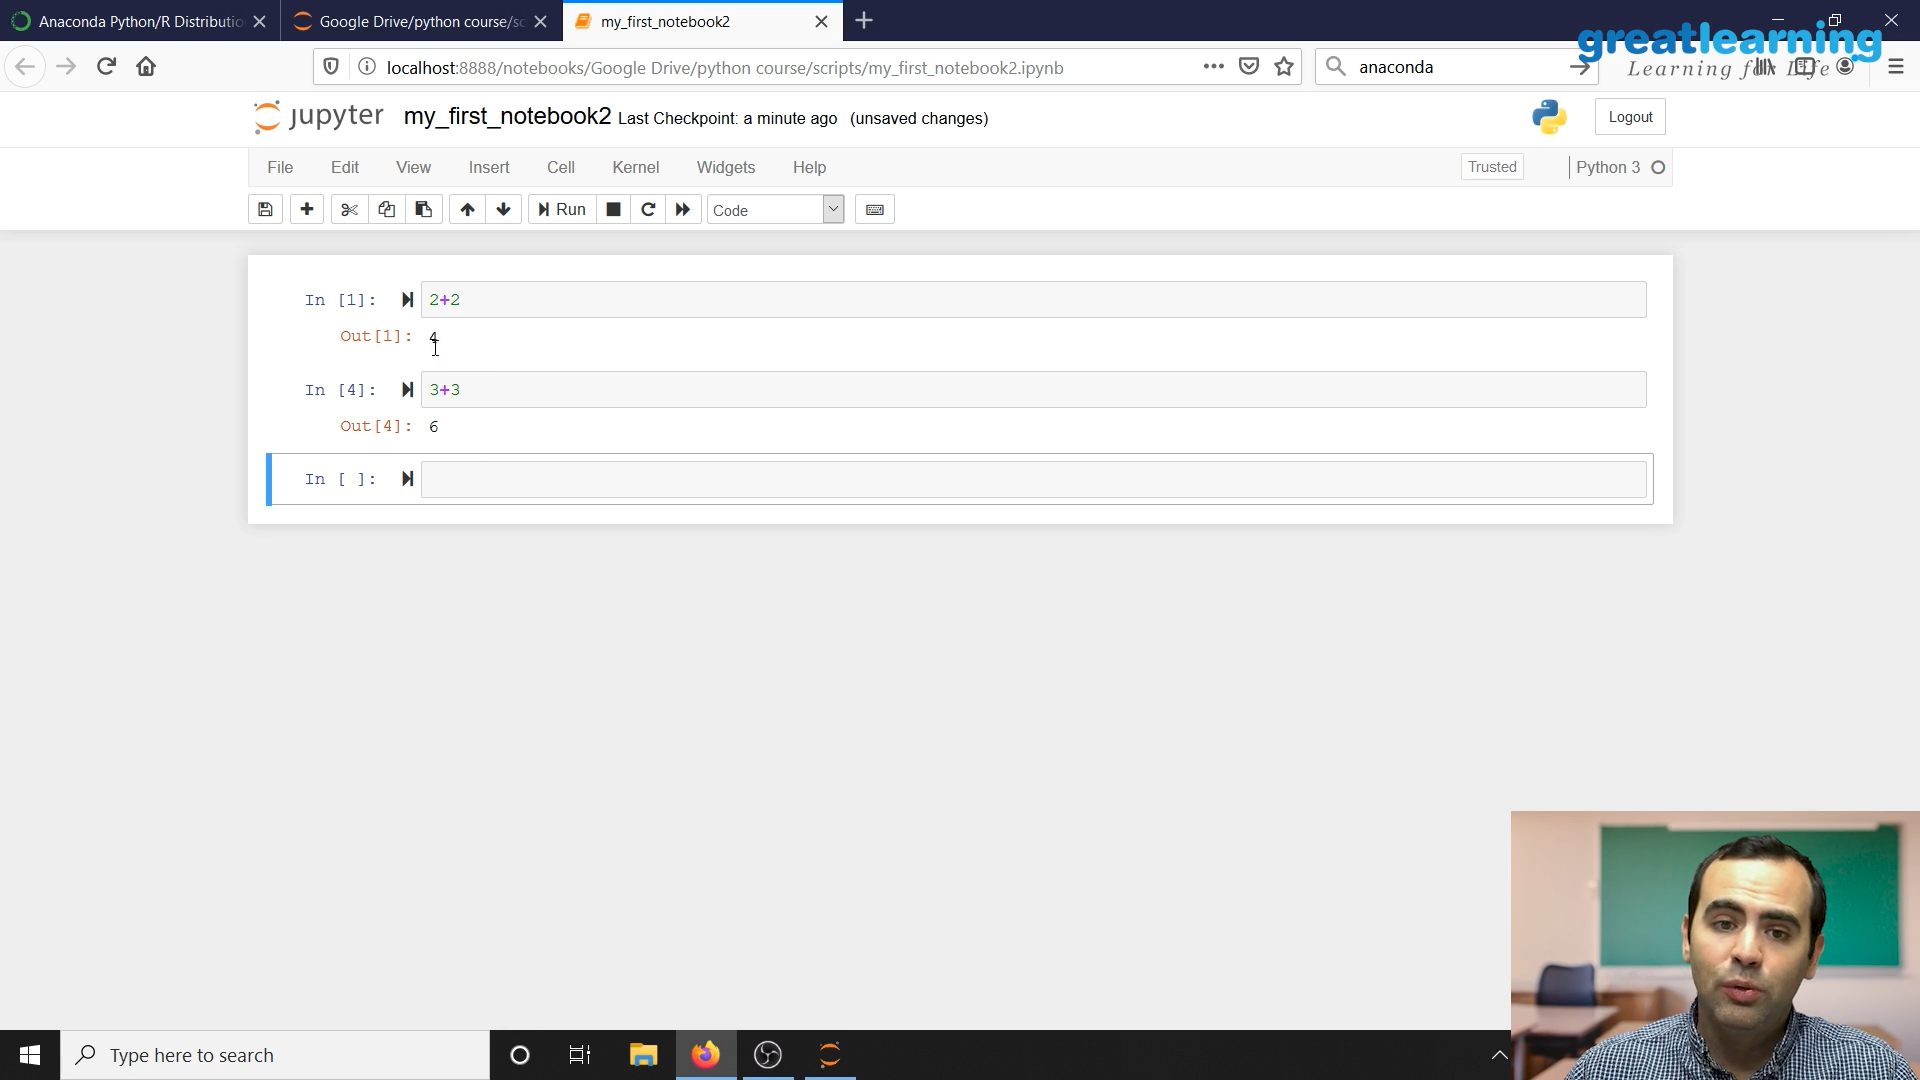 Anaconda Python/R Distributio
Google Drive/python course/sc
my_first_notebook2
greatlearning
Learning for Life
localhost:8888/notebooks/Google Drive/python course/scripts/my_first_notebook2.ipynb
anaconda
jupyter my_first_notebook2 Last Checkpoint: a minute ago (unsaved changes)
Logout
File Edit View Insert Cell Kernel Widgets Help
Trusted
Python 3
Run
Code
In [1]: 2+2
Out[1]: 4
In [4]: 3+3
Out[4]: 6
In [ ]:
Type here to search